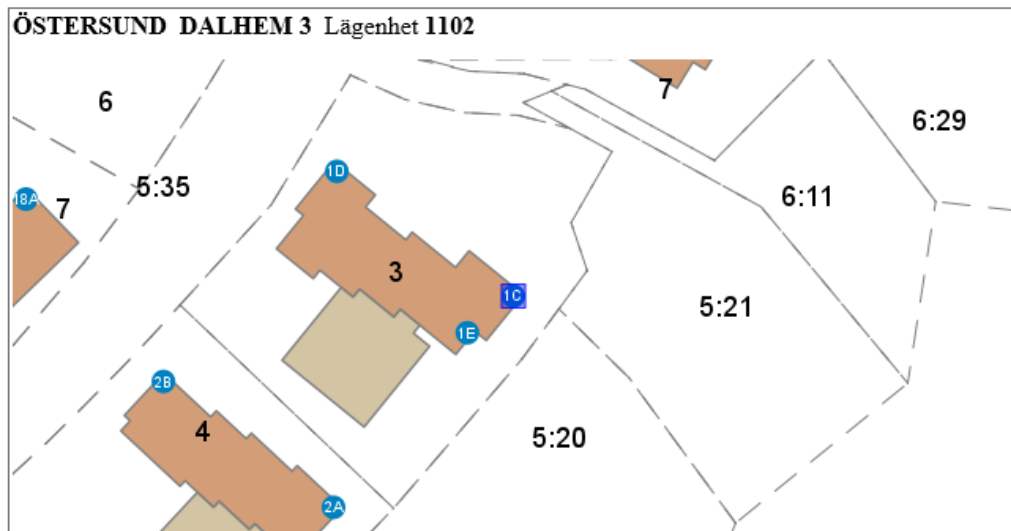 ÖSTERSUND DALHEM 3 Lägenhet 1102
7
6
6:29
1D
5:35
6:11
18A
7
3
1C
5:21
1E
2B
4
5:20
2A